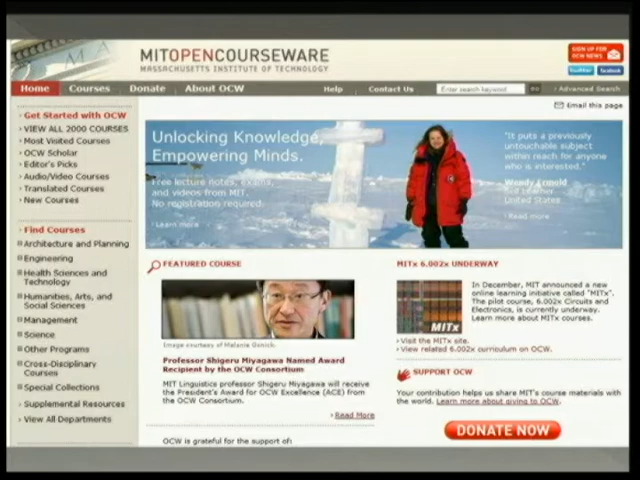 MITOPENCOURSEWARE
MASSACHUSETTS INSTITUTE OF TECHNOLOGY
SIGN UP FOR
OCW NEWS
twitter
facebook
Home
Courses
Donate
About OCW
Help
Contact Us
Enter search keyword
GO
Advanced Search
Email this page
Get Started with OCW
VIEW ALL 2000 COURSES
Most Visited Courses
OCW Scholar
Editor's Picks
Audio/Video Courses
Translated Courses
New Courses
Find Courses
Architecture and Planning
Engineering
Health Sciences and
Technology
Humanities, Arts, and
Social Sciences
Management
Science
Other Programs
Cross-Disciplinary
Courses
Special Collections
Supplemental Resources
View All Departments
Unlocking Knowledge,
Empowering Minds.
Free lecture notes, exams,
and videos from MIT.
No registration required.
Learn more
"It puts a previously
untouchable subject
within reach for anyone
who is interested."
Wendy
Learner
United States
Read more
FEATURED COURSE
Image courtesy of Melanie Gonick.
Professor Shigeru Miyagawa Named Award
Recipient by the OCW Consortium
MIT Linguistics professor Shigeru Miyagawa will receive
the President's Award for OCW Excellence (ACE) from
the OCW Consortium.
Read More
OCW is grateful for the support of:
MITx 6.002x UNDERWAY
MITx
In December, MIT announced a new
online learning initiative called "MITx".
The pilot course, 6.002x Circuits and
Electronics, is currently underway.
Learn more about MITx courses.
Visit the MITx site.
View related 6.002x curriculum on OCW.
SUPPORT OCW
Your contribution helps us share MIT's course materials with
the world. Learn more about giving to OCW.
DONATE NOW